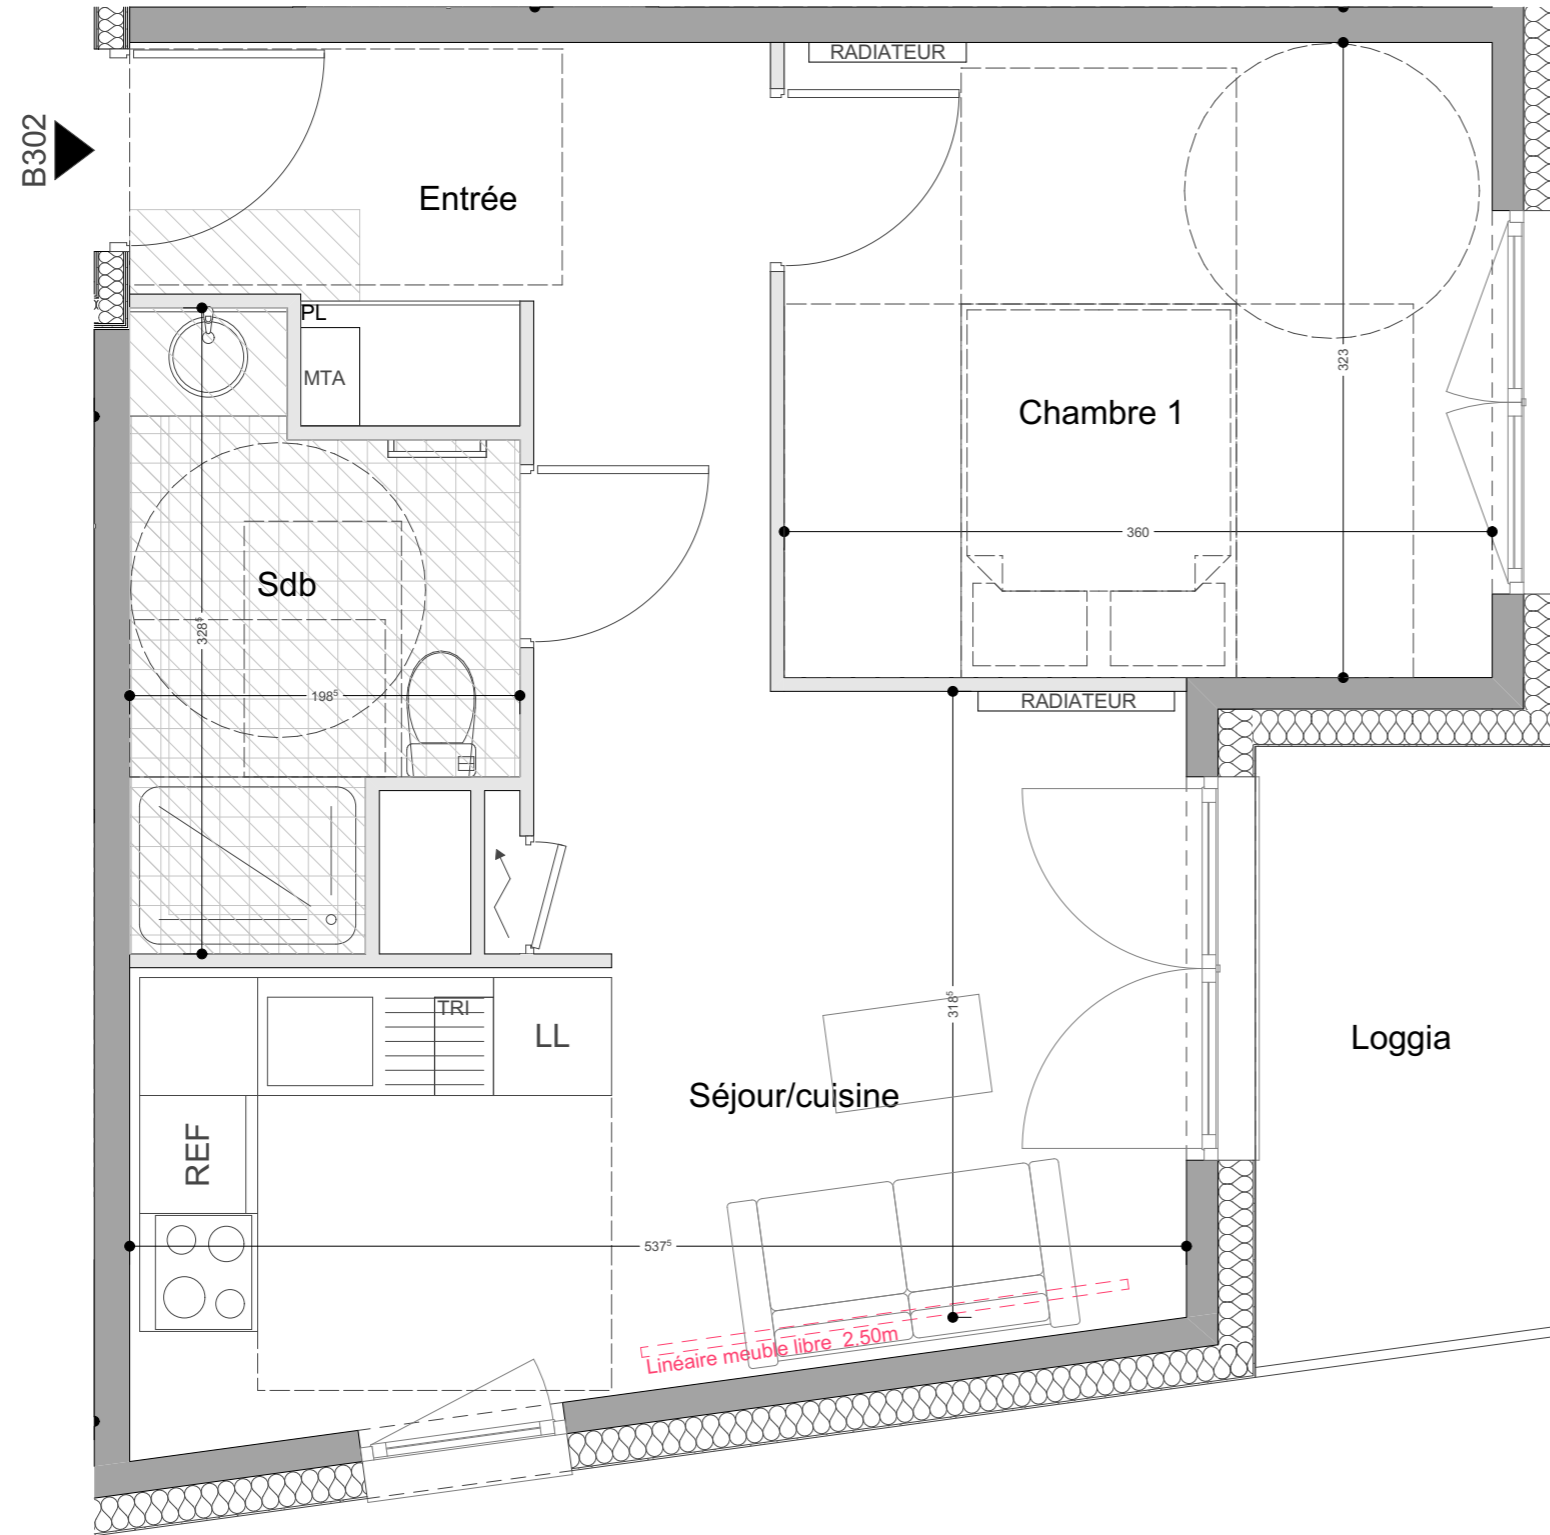 RADIATEUR
B302
Entrée
PL
MTA
323
Chambre 1
360
Sdb
328⁵
198⁵
RADIATEUR
TRI
LL
318⁵
Loggia
Séjour/cuisine
REF
537⁵
Linéaire meuble libre 2.50m